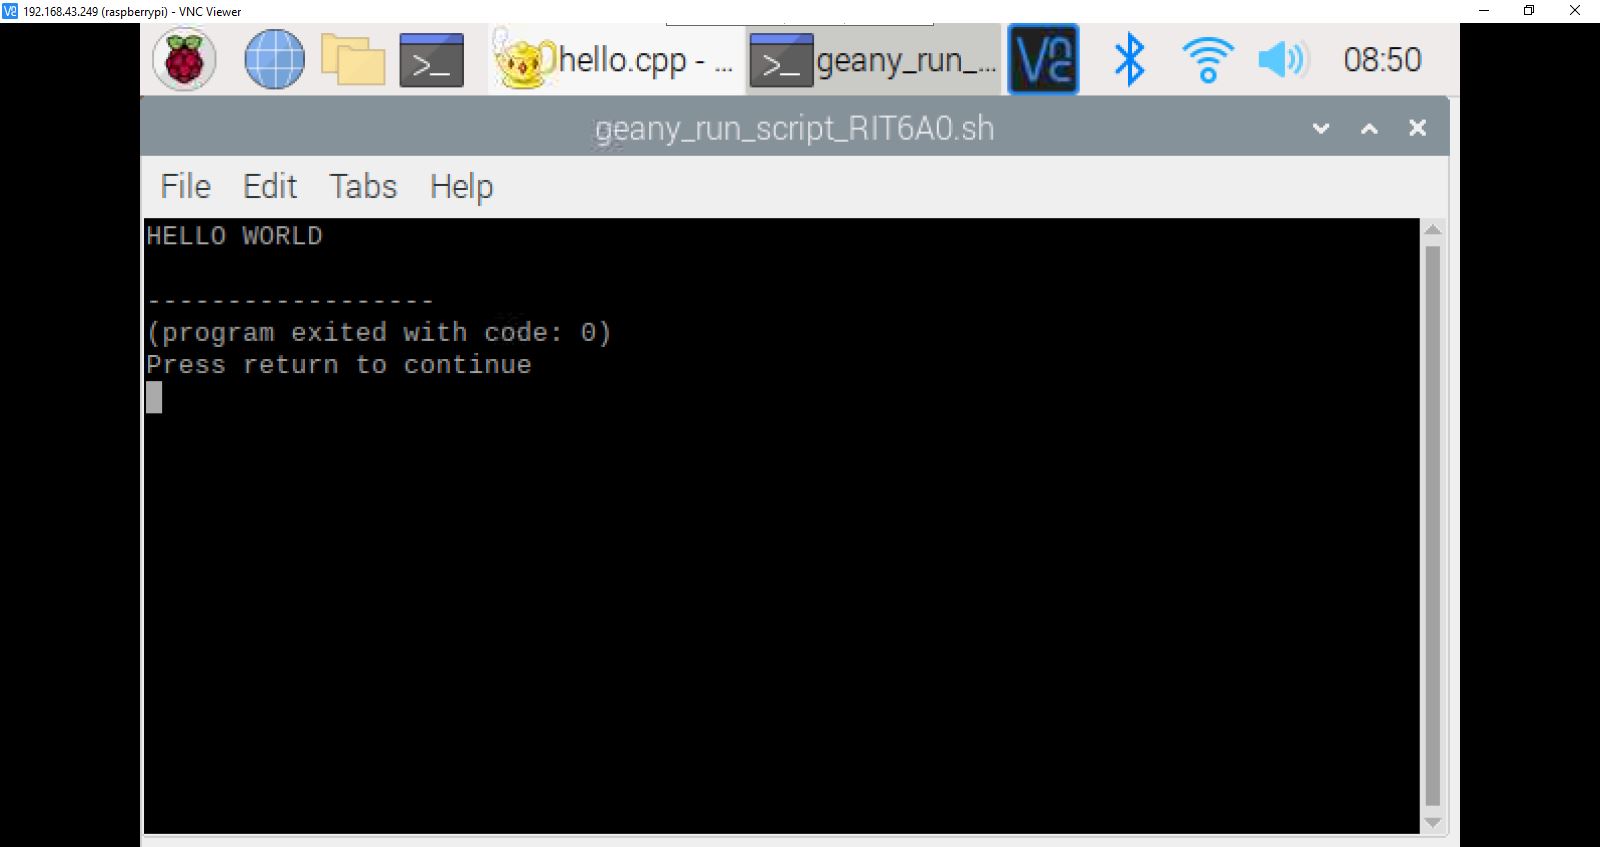 192.168.43.249 (raspberrypi) - VNC Viewer
hello.cpp - ...
geany_run_...
08:50
geany_run_script_RIT6A0.sh
File Edit Tabs Help
HELLO WORLD
------------------
(program exited with code: 0)
Press return to continue